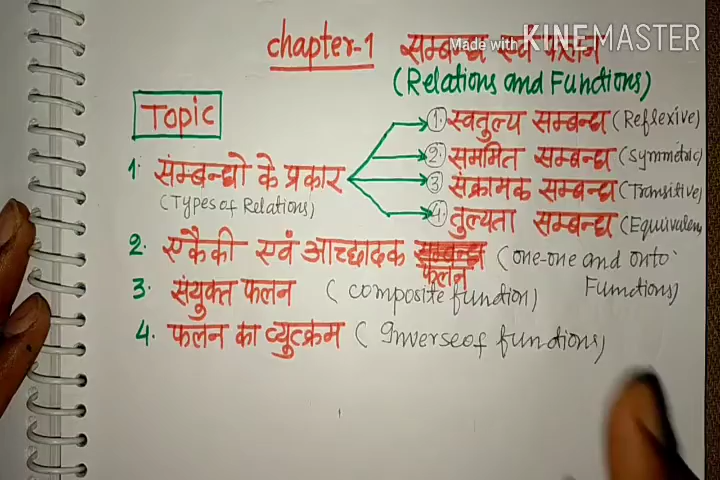 chapter-1 सम्बन्ध एवं फलन
Made with KINEMASTER
(Relations and Functions)
Topic
1. संम्बन्धो के प्रकार
(Types of Relations)
1. स्वतुल्य सम्बन्ध (Reflexive)
2. सममित सम्बन्ध (Symmetric)
3 संक्रामक सम्बन्ध (Transitive)
4. तुल्यता सम्बन्ध (Equivalens
2. एकैकी एवं आच्छादक फलन (one-one and onto
Fumctions)
3 संयुक्त फलन (composite function)
4. फलन का व्युत्क्रम ( Inverse of functions)